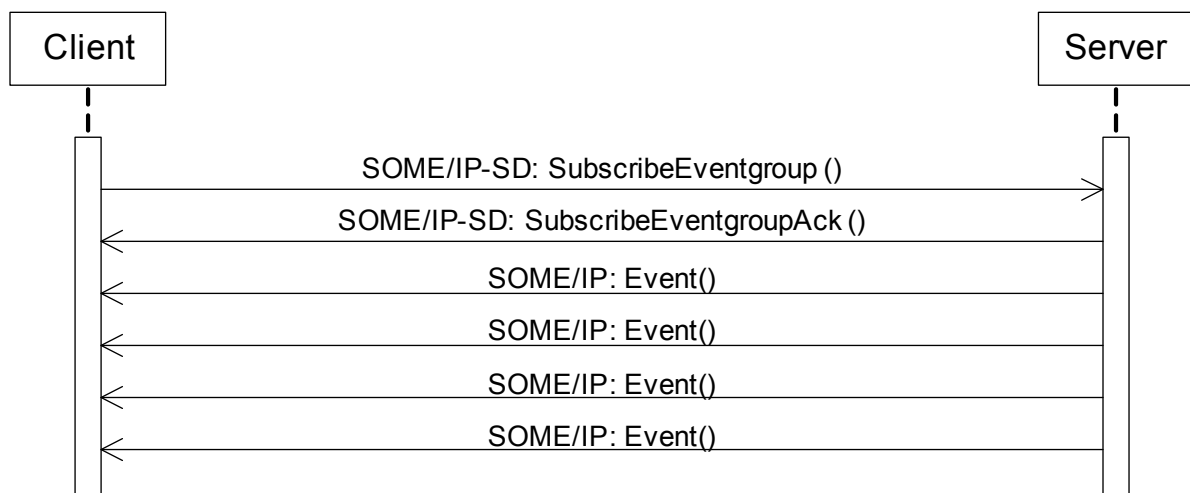 Client
Server
SOME/IP-SD: SubscribeEventgroup ()
SOME/IP-SD: SubscribeEventgroupAck ()
SOME/IP: Event()
SOME/IP: Event()
SOME/IP: Event()
SOME/IP: Event()